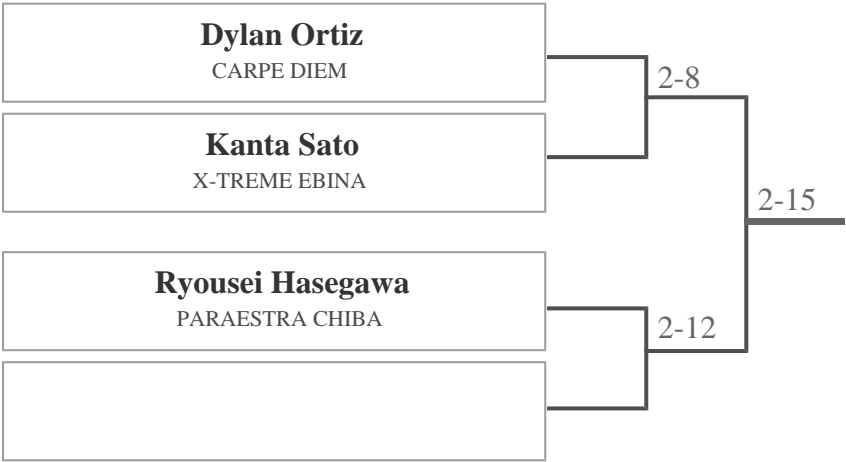 Dylan Ortiz
CARPE DIEM
2-8
Kanta Sato
X-TREME EBINA
2-15
Ryousei Hasegawa
PARAESTRA CHIBA
2-12